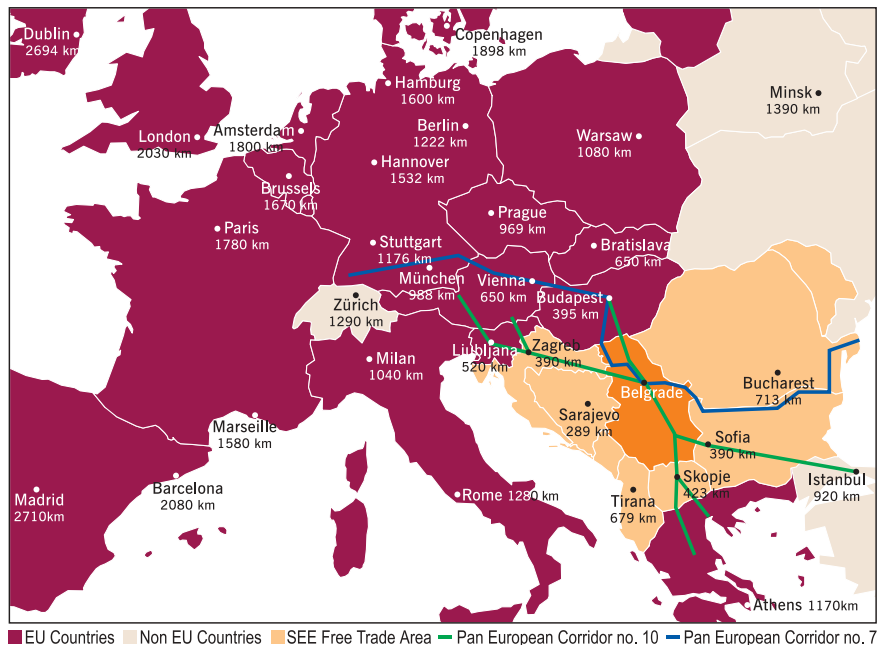 Dublin
2694 km
Copenhagen
1898 km
Hamburg
1600 km
Minsk
1390 km
London
2030 km
Amsterdam
1800 km
Berlin
1222 km
Warsaw
1080 km
Hannover
1532 km
Brussels
1670 km
Paris
1780 km
Prague
969 km
Stuttgart
1176 km
Bratislava
650 km
München
988 km
Vienna
650 km
Budapest
395 km
Zürich
1290 km
Milan
1040 km
Ljubljana
520 km
Zagreb
390 km
Belgrade
Bucharest
713 km
Sarajevo
289 km
Marseille
1580 km
Sofia
390 km
Madrid
2710km
Barcelona
2080 km
Rome 1280 km
Tirana
679 km
Skopje
423 km
Istanbul
920 km
Athens 1170km
EU Countries Non EU Countries SEE Free Trade Area Pan European Corridor no. 10 Pan European Corridor no. 7